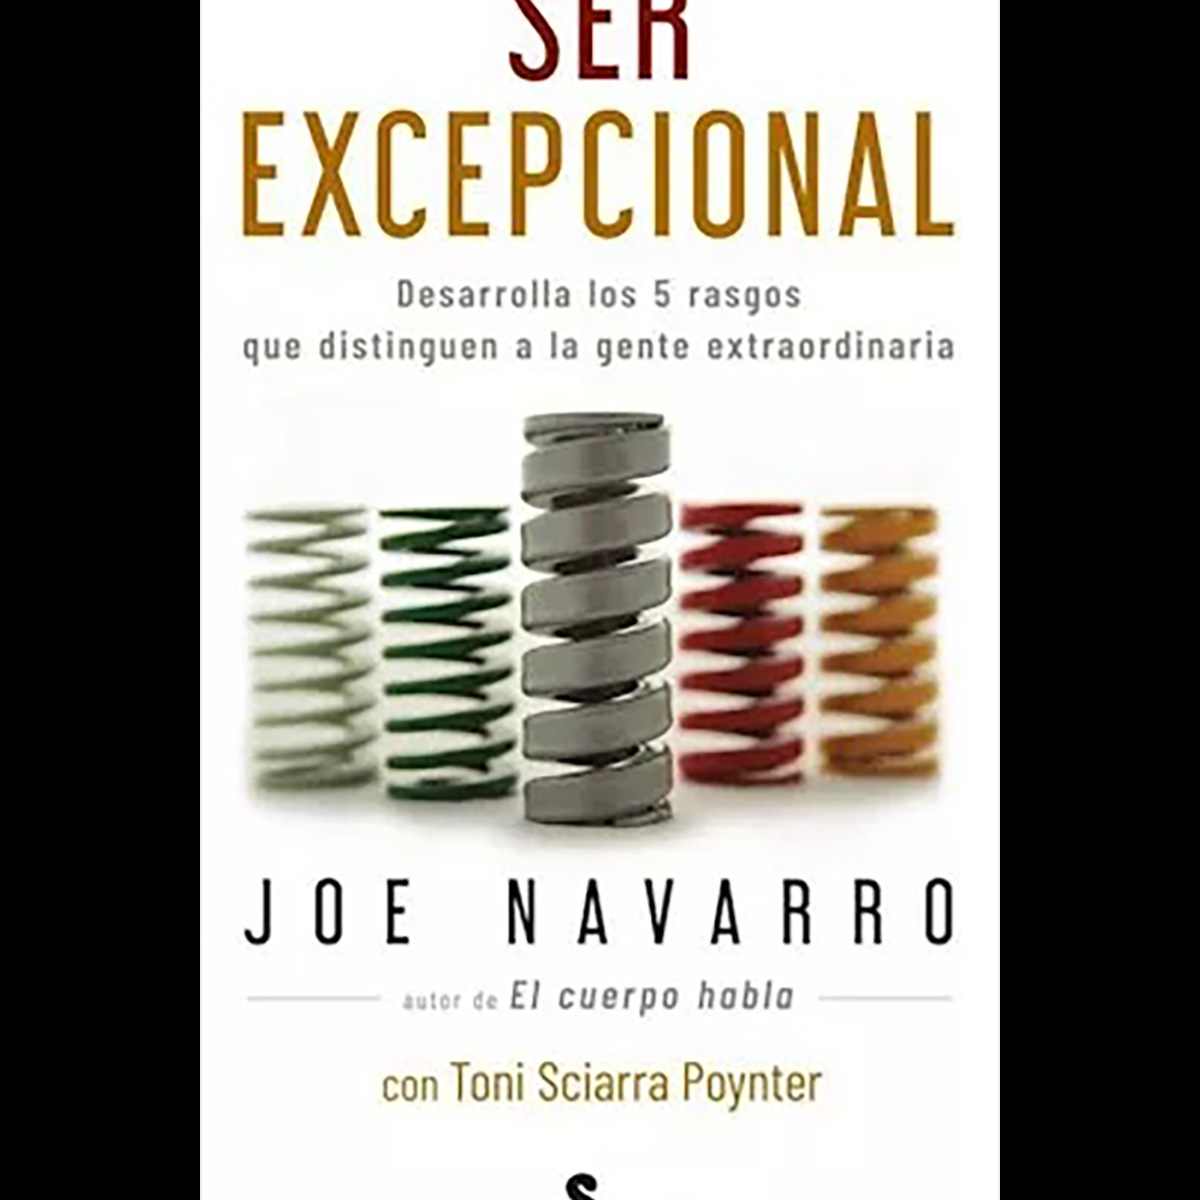 SER
EXCEPCIONAL
Desarrolla los 5 rasgos
que distinguen a la gente extraordinaria
JOE NAVARRO
autor de El cuerpo habla
con Toni Sciarra Poynter
S